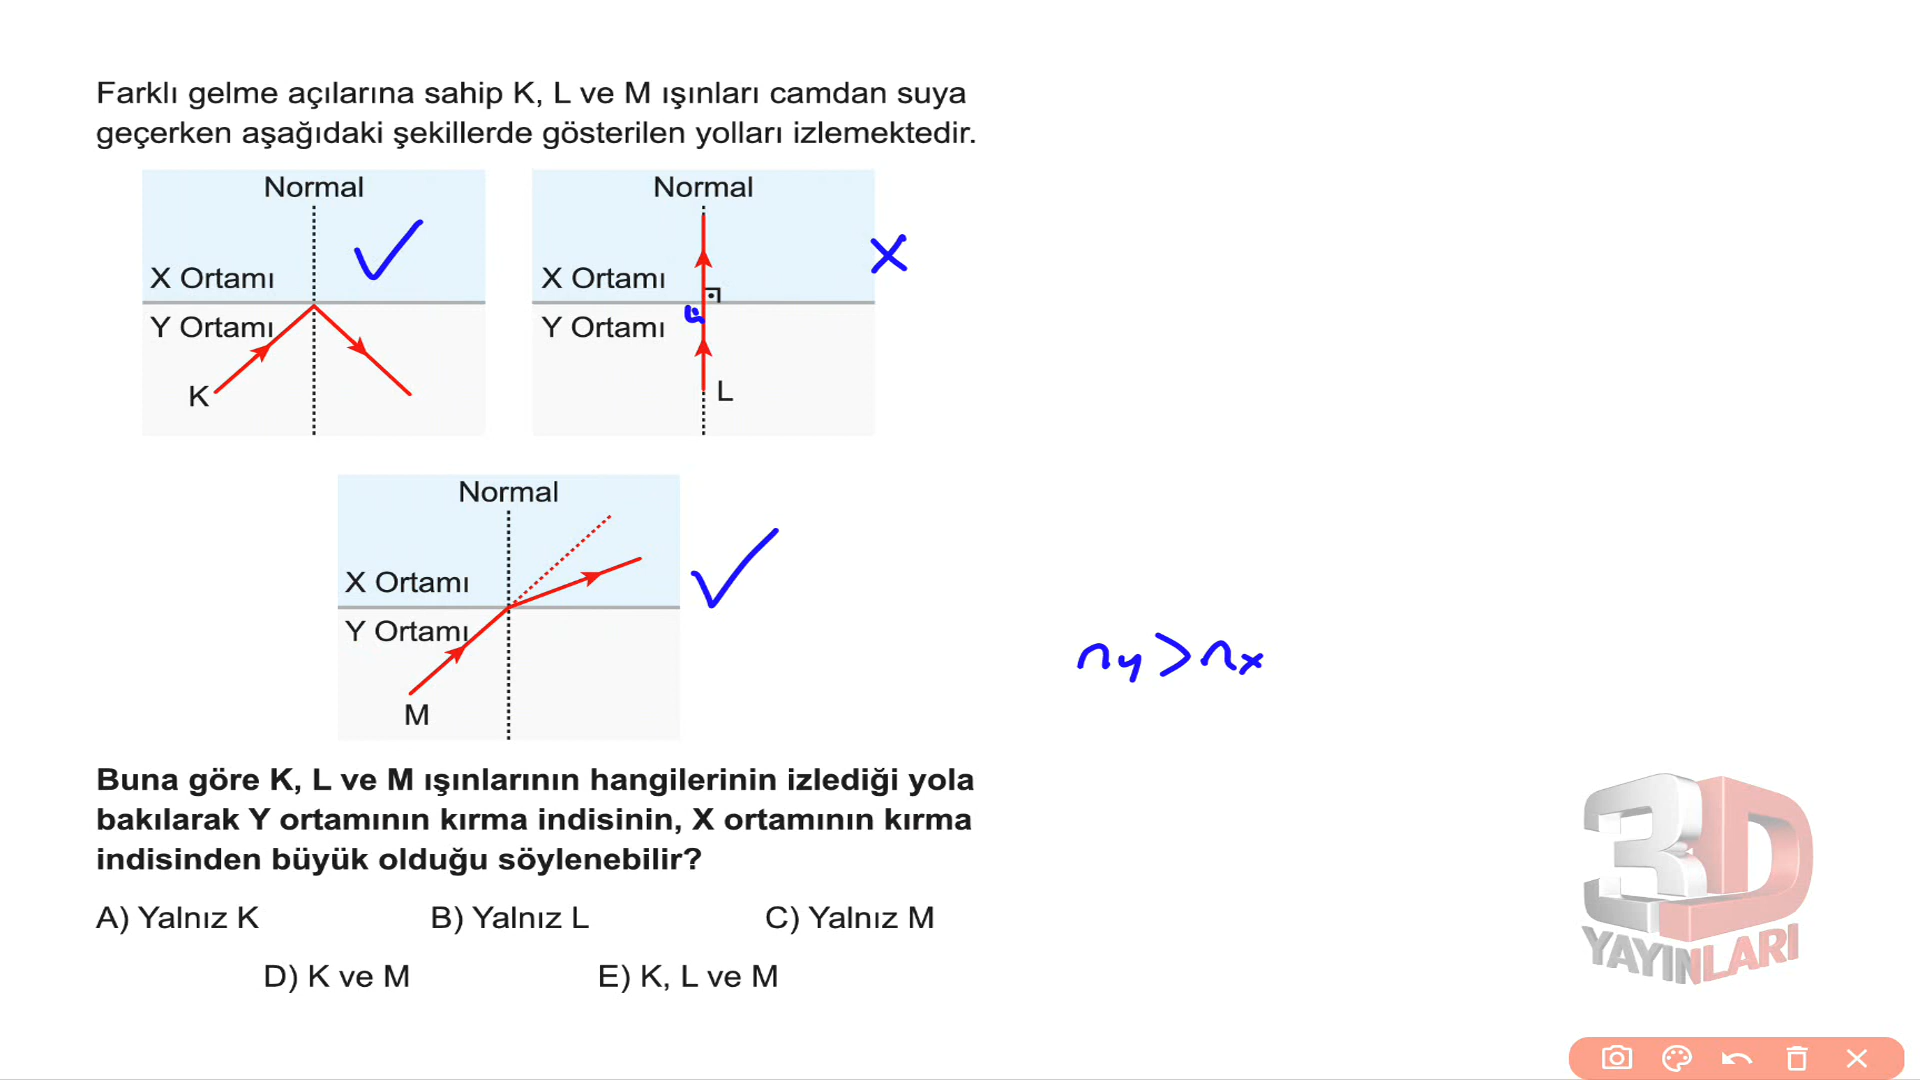 Farklı gelme açılarına sahip K, L ve M ışınları camdan suya
geçerken aşağıdaki şekillerde gösterilen yolları izlemektedir.
Normal
X Ortamı
Y Ortamı
K
Normal
X Ortamı
Y Ortamı
L
Normal
X Ortamı
Y Ortamı
M
ny > nx
Buna göre K, L ve M ışınlarının hangilerinin izlediği yola
bakılarak Y ortamının kırma indisinin, X ortamının kırma
indisinden büyük olduğu söylenebilir?
A) Yalnız K B) Yalnız L C) Yalnız M
D) K ve M E) K, L ve M
3D
YAYINLARI